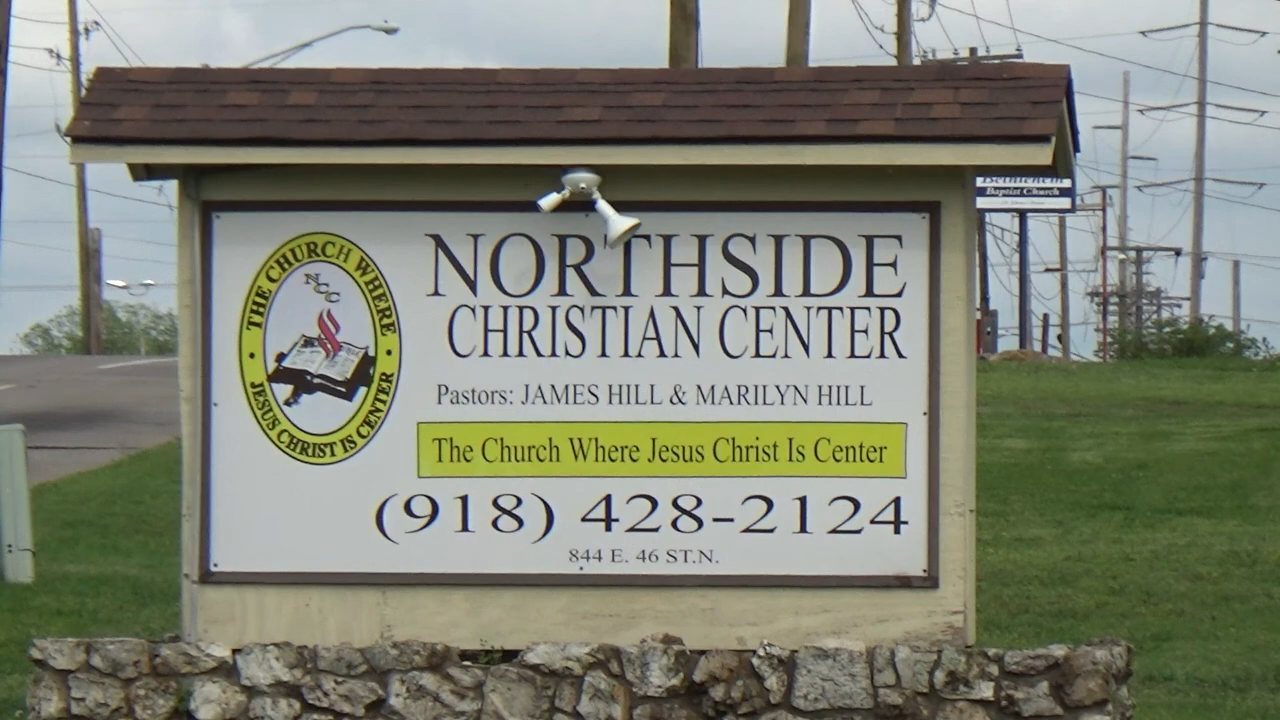 THE CHURCH WHERE
NCC
JESUS CHRIST IS CENTER
NORTHSIDE
CHRISTIAN CENTER
Pastors: JAMES HILL & MARILYN HILL
The Church Where Jesus Christ Is Center
(918) 428-2124
844 E. 46 ST.N.
Bethlehem
Baptist Church